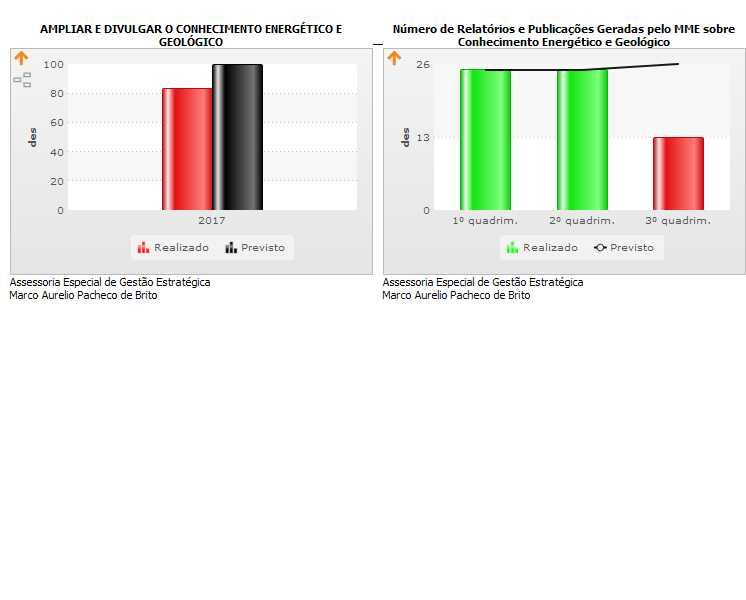 AMPLIAR E DIVULGAR O CONHECIMENTO ENERGÉTICO E
GEOLÓGICO
des
100
80
60
40
20
0
2017
Realizado
Previsto
Assessoria Especial de Gestão Estratégica
Marco Aurelio Pacheco de Brito
Número de Relatórios e Publicações Geradas pelo MME sobre
Conhecimento Energético e Geológico
des
26
13
0
1º quadrim.
2º quadrim.
3º quadrim.
Realizado
Previsto
Assessoria Especial de Gestão Estratégica
Marco Aurelio Pacheco de Brito